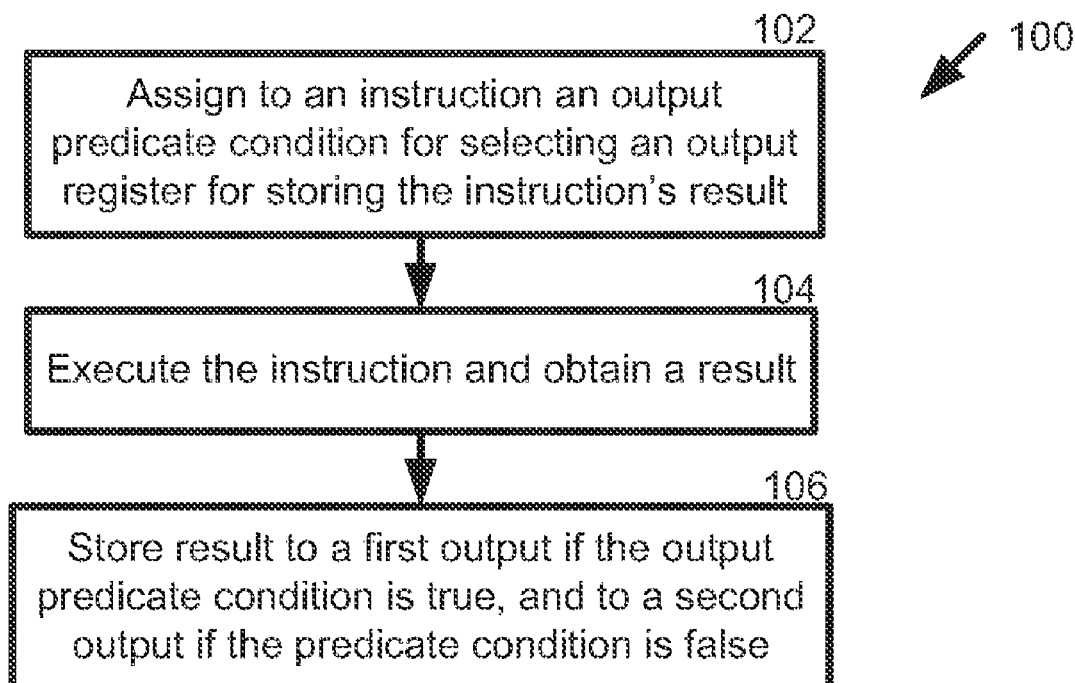 102
100
Assign to an instruction an output
predicate condition for selecting an output
register for storing the instruction's result
104
Execute the instruction and obtain a result
106
Store result to a first output if the output
predicate condition is true, and to a second
output if the predicate condition is false